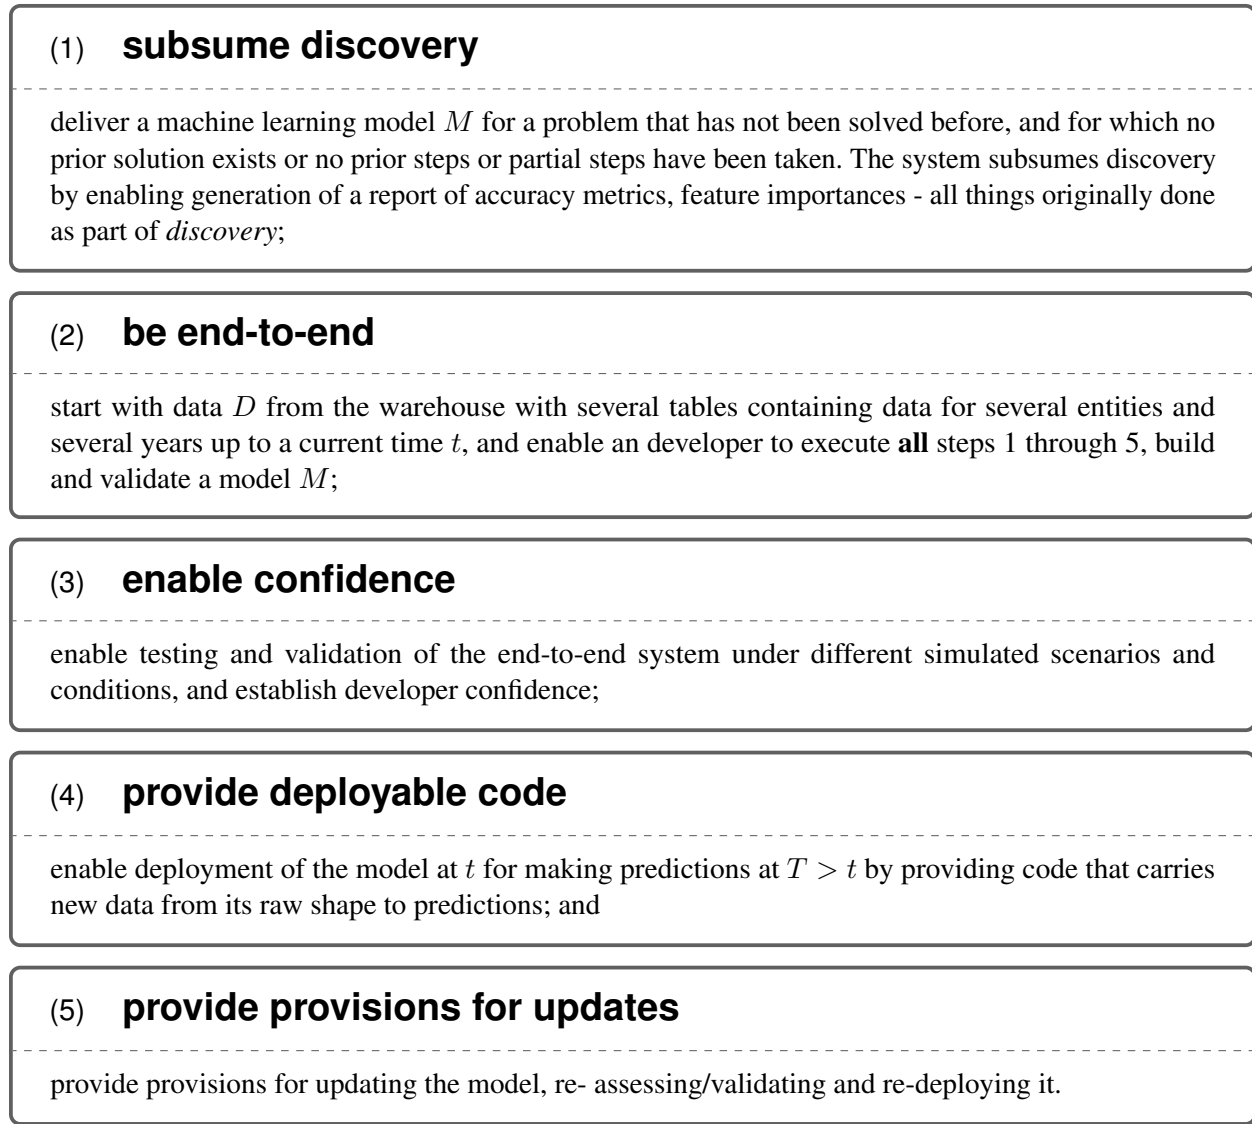 (1) subsume discovery
deliver a machine learning model M for a problem that has not been solved before, and for which no
prior solution exists or no prior steps or partial steps have been taken. The system subsumes discovery
by enabling generation of a report of accuracy metrics, feature importances - all things originally done
as part of discovery;
(2) be end-to-end
start with data D from the warehouse with several tables containing data for several entities and
several years up to a current time t, and enable an developer to execute all steps 1 through 5, build
and validate a model M;
(3) enable confidence
enable testing and validation of the end-to-end system under different simulated scenarios and
conditions, and establish developer confidence;
(4) provide deployable code
enable deployment of the model at t for making predictions at T > t by providing code that carries
new data from its raw shape to predictions; and
(5) provide provisions for updates
provide provisions for updating the model, re- assessing/validating and re-deploying it.